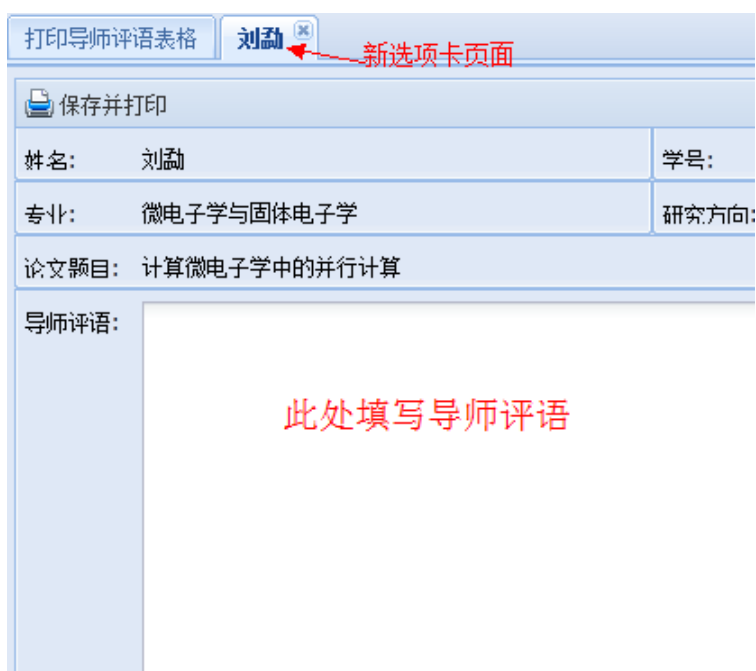 打印导师评语表格 刘勐 新选项卡页面
保存并打印
姓名: 刘勐 学号:
专业: 微电子学与固体电子学 研究方向:
论文题目: 计算微电子学中的并行计算
导师评语:
此处填写导师评语